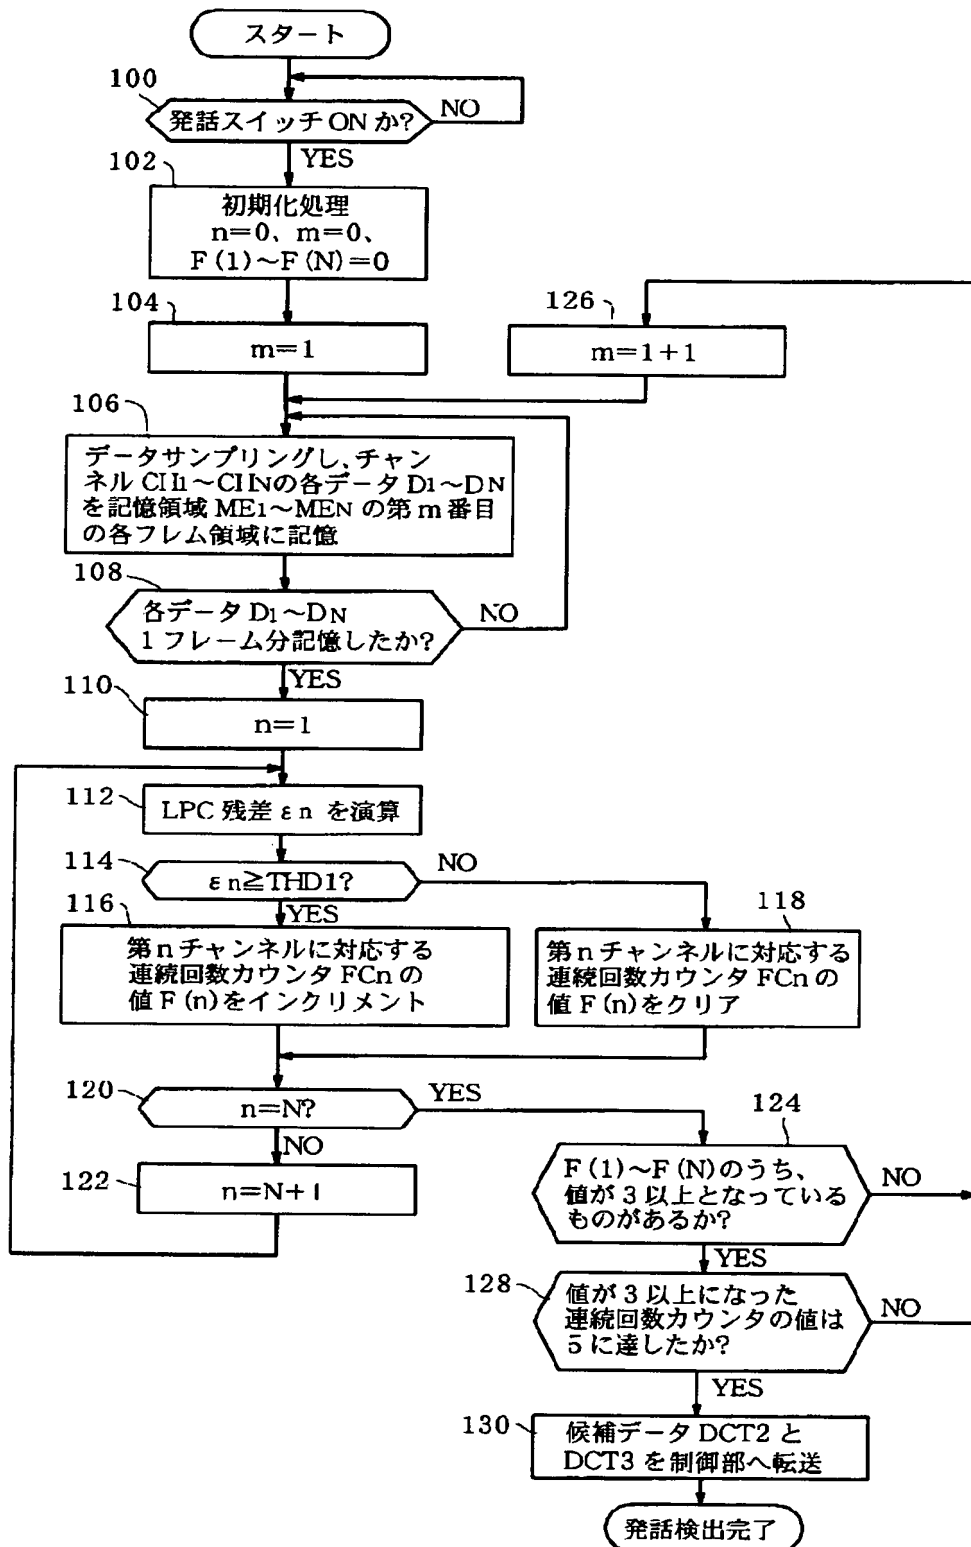 スタート
100
発話スイッチONか?
NO
YES
102
初期化処理
n=0、m=0、
F(1)~F(N)=0
104
m=1
126
m=1+1
106
データサンプリングし、チャン
ネルCH1~CHNの各データD1~DN
を記憶領域ME1~MENの第m番目
の各フレム領域に記憶
108
各データD1~DN
1フレーム分記憶したか?
NO
YES
110
n=1
112
LPC残差εnを演算
114
εn≧THD1?
NO
YES
116
第nチャンネルに対応する
連続回数カウンタFCnの
値F(n)をインクリメント
118
第nチャンネルに対応する
連続回数カウンタFCnの
値F(n)をクリア
120
n=N?
YES
NO
122
n=N+1
124
F(1)~F(N)のうち、
値が3以上となっている
ものがあるか?
NO
YES
128
値が3以上になった
連続回数カウンタの値は
5に達したか?
NO
YES
130
候補データDCT2と
DCT3を制御部へ転送
発話検出完了